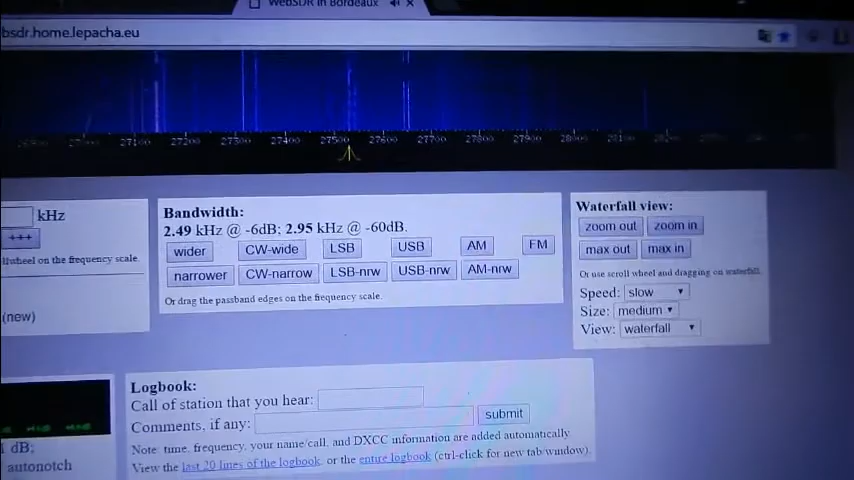 WebSDR in Bordeaux
bsdr.home.lepacha.eu
27200 27300 27400 27500 27600 27700 27800 27900
kHz
+++
(new)
Bandwidth:
2.49 kHz @ -6dB; 2.95 kHz @ -60dB.
wider CW-wide LSB USB AM FM
narrower CW-narrow LSB-nrw USB-nrw AM-nrw
Or drag the passband edges on the frequency scale.
Waterfall view:
zoom out zoom in
max out max in
Or use scroll wheel and dragging on waterfall.
Speed: slow
Size: medium
View: waterfall
dB;
autonotch
Logbook:
Call of station that you hear:
Comments, if any: submit
Note: time, frequency, your name/call, and DXCC information are added automatically.
View the last 20 lines of the logbook, or the entire logbook (ctrl-click for new tab window).